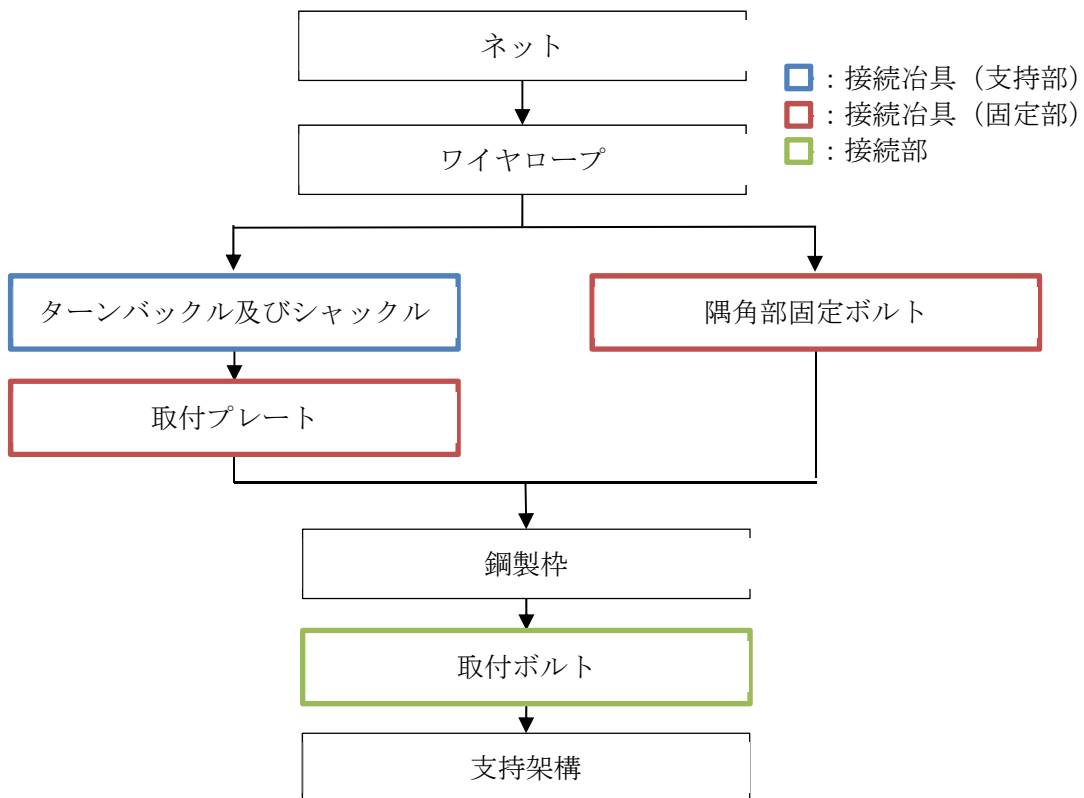 ネット
：接続冶具（支持部）
：接続冶具（固定部）
：接続部
ワイヤロープ
ターンバックル及びシャックル
隅角部固定ボルト
取付プレート
鋼製枠
取付ボルト
支持架構